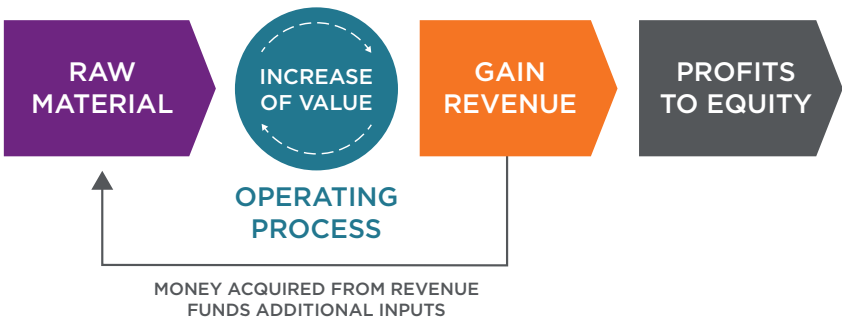 RAW
MATERIAL
INCREASE
OF VALUE
GAIN
REVENUE
PROFITS
TO EQUITY
OPERATING
PROCESS
MONEY ACQUIRED FROM REVENUE
FUNDS ADDITIONAL INPUTS